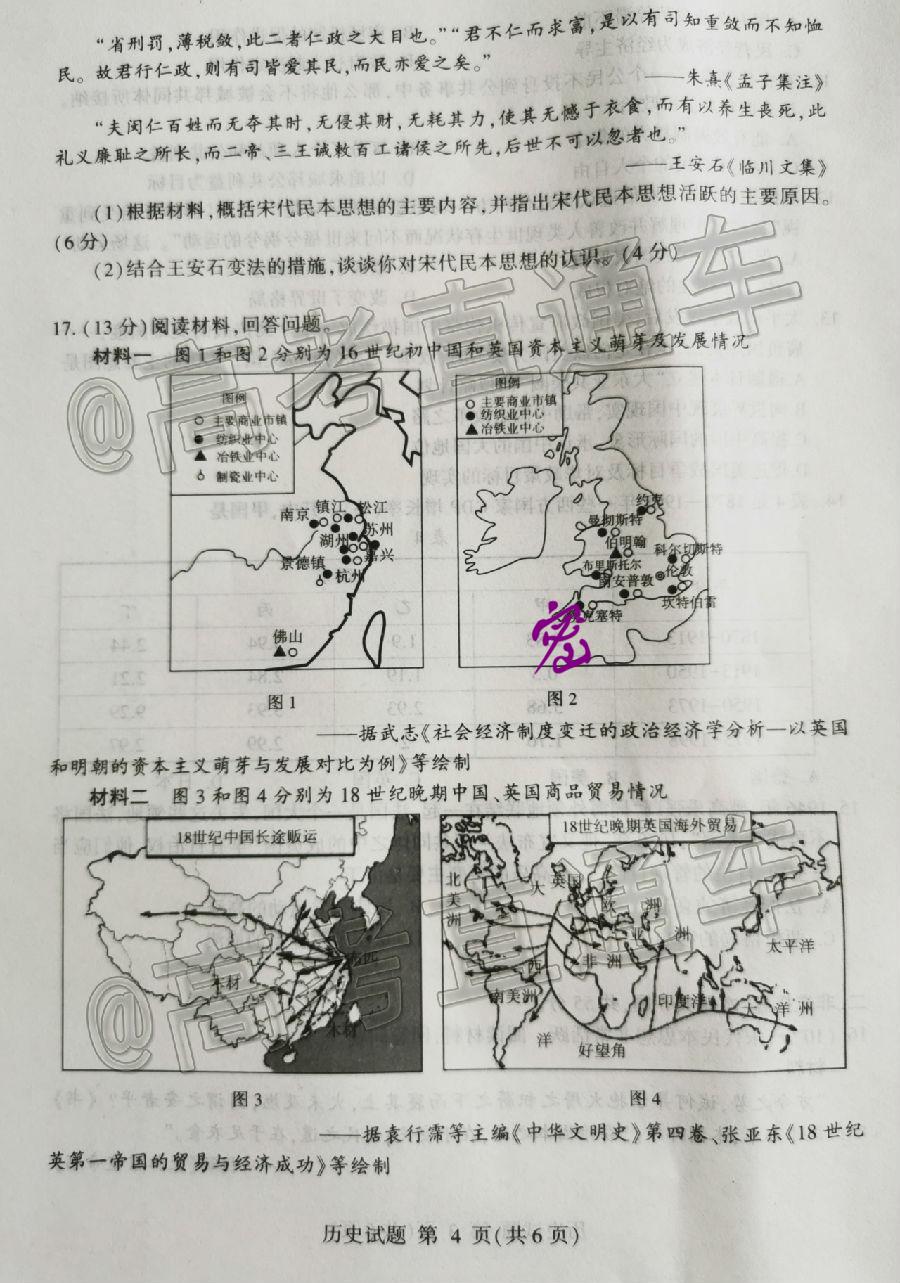 “省刑罚,薄税敛,此二者仁政之大目也。”“君不仁而求富,是以有司知重敛而不知恤
民。故君行仁政,则有司皆爱其民,而民亦爱之矣。”
——朱熹《孟子集注》
“夫闵仁百姓而无夺其时,无侵其财,无耗其力,使其无憾于衣食,而有以养生丧死,此
礼义廉耻之所长,而二帝、三王诚敕百工诸侯之所先,后世不可以忽者也。”
——王安石《临川文集》
(1)根据材料,概括宋代民本思想的主要内容,并指出宋代民本思想活跃的主要原因。
(6分)
(2)结合王安石变法的措施,谈谈你对宋代民本思想的认识。(4分)
17.(13分)阅读材料,回答问题。
材料一 图1和图2分别为16世纪初中国和英国资本主义萌芽及发展情况
图例
主要商业市镇
纺织业中心
冶铁业中心
制瓷业中心
南京
镇江
松江
苏州
湖州
嘉兴
景德镇
杭州
佛山
图例
主要商业市镇
纺织业中心
冶铁业中心
约克
曼彻斯特
伯明翰
科尔切斯特
布里斯托尔
伦敦
南安普敦
坎特伯雷
克塞特
图1
图2
——据武志《社会经济制度变迁的政治经济学分析—以英国
和明朝的资本主义萌芽与发展对比为例》等绘制
材料二 图3和图4分别为18世纪晚期中国、英国商品贸易情况
18世纪中国长途贩运
木材
木材
18世纪晚期英国海外贸易
北美洲
大
英国
欧洲
亚洲
太平洋
西
非洲
南美洲
印度洋
大洋洲
洋
好望角
图3
图4
——据袁行霈等主编《中华文明史》第四卷、张亚东《18世纪
英第一帝国的贸易与经济成功》等绘制
历史试题 第 4 页(共6页)
@高考直通车
@高考直通车